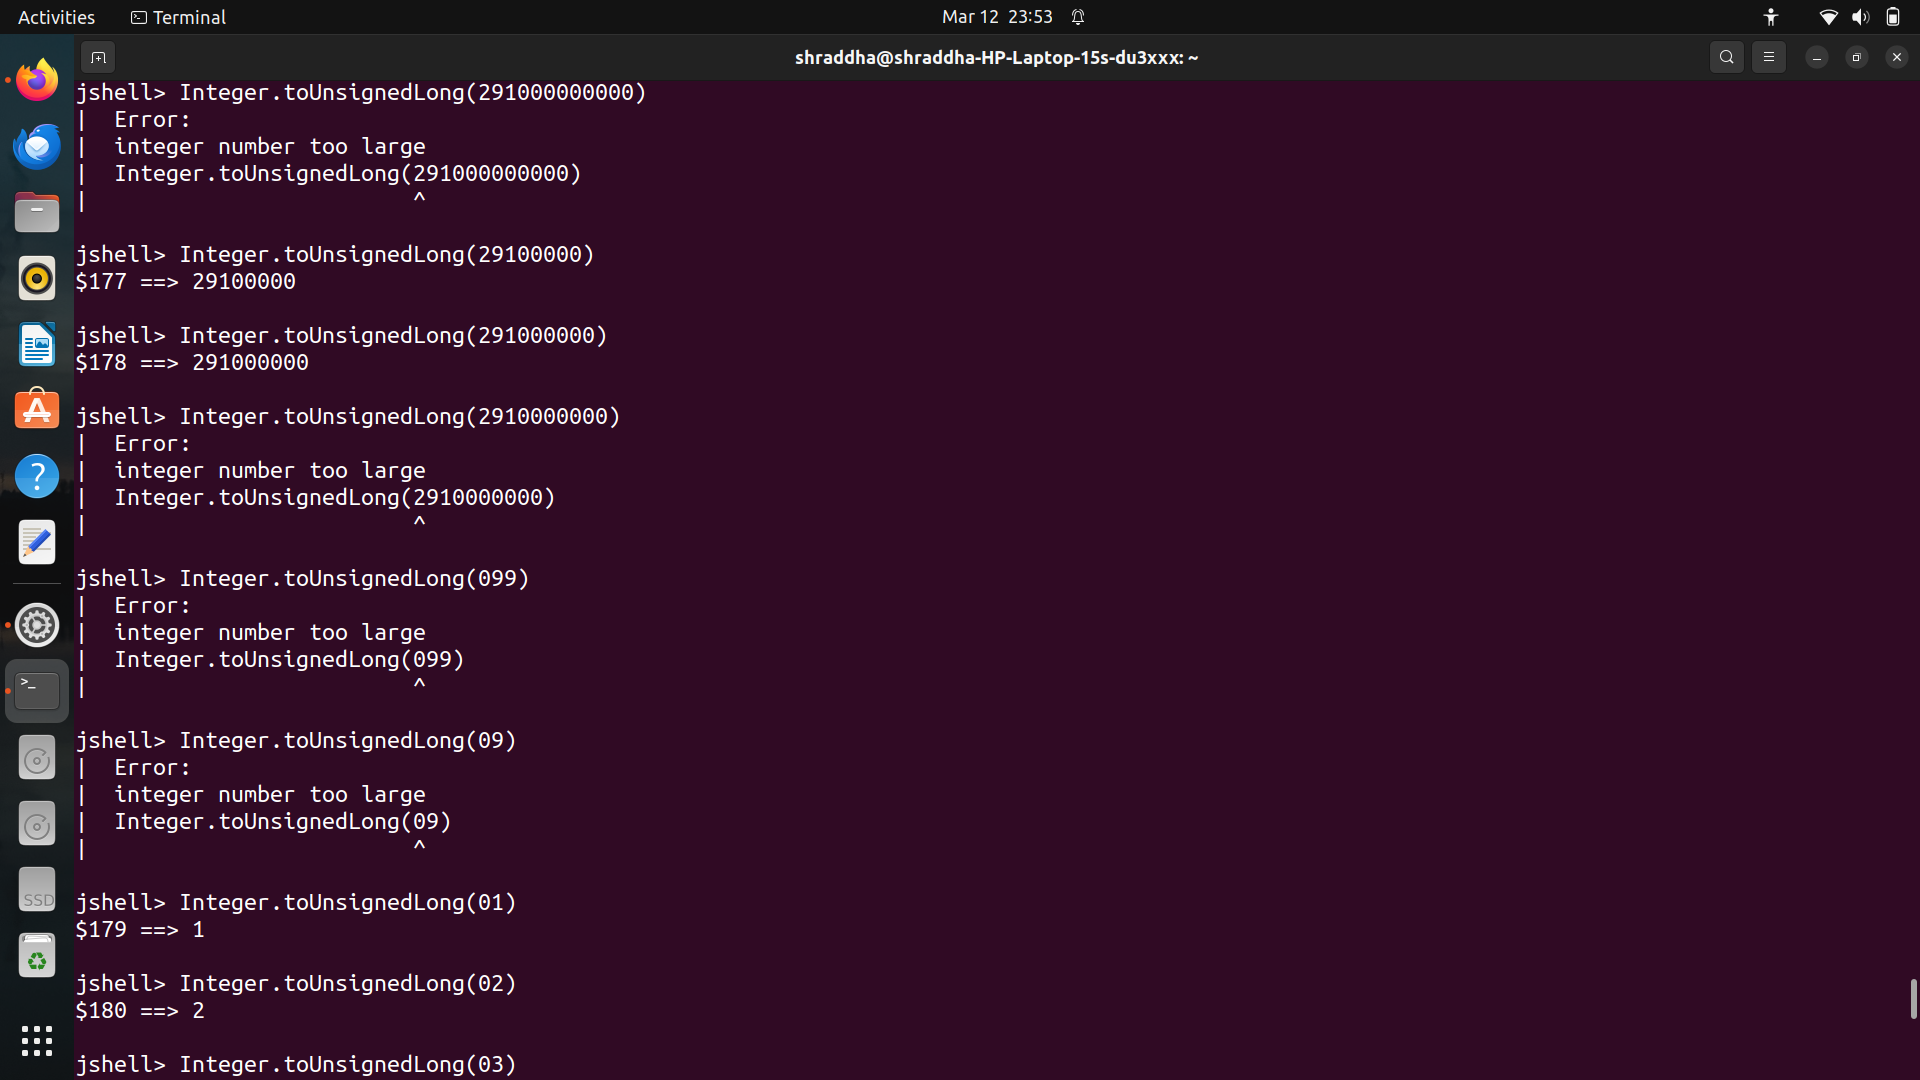 Activities
Terminal
Mar 12 23:53
shraddha@shraddha-HP-Laptop-15s-du3xxx: ~
jshell> Integer.toUnsignedLong(291000000000)
|  Error:
|  integer number too large
|  Integer.toUnsignedLong(291000000000)
|                         ^
jshell> Integer.toUnsignedLong(29100000)
$177 ==> 29100000
jshell> Integer.toUnsignedLong(291000000)
$178 ==> 291000000
jshell> Integer.toUnsignedLong(2910000000)
|  Error:
|  integer number too large
|  Integer.toUnsignedLong(2910000000)
|                         ^
jshell> Integer.toUnsignedLong(099)
|  Error:
|  integer number too large
|  Integer.toUnsignedLong(099)
|                         ^
jshell> Integer.toUnsignedLong(09)
|  Error:
|  integer number too large
|  Integer.toUnsignedLong(09)
|                         ^
jshell> Integer.toUnsignedLong(01)
$179 ==> 1
jshell> Integer.toUnsignedLong(02)
$180 ==> 2
jshell> Integer.toUnsignedLong(03)
?
>_
SSD